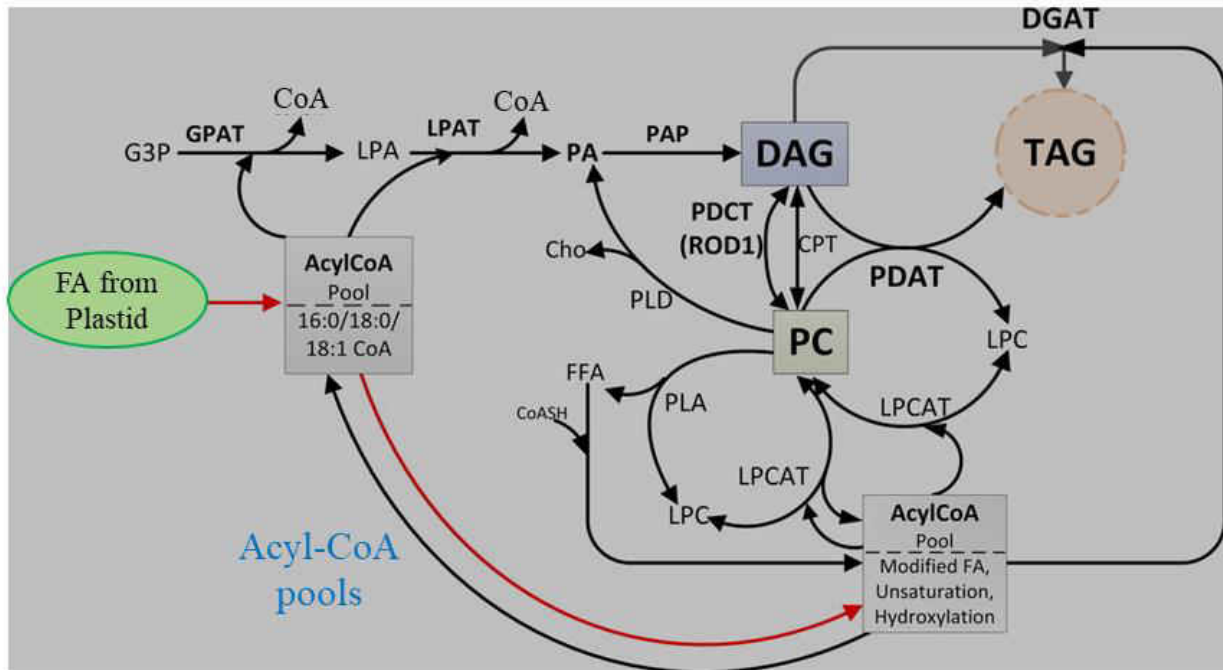 DGAT
CoA
CoA
GPAT
LPAT
PAP
G3P
LPA
PA
DAG
TAG
PDCT
(ROD1)
CPT
Cho
PDAT
PLD
FA from
Plastid
AcylCoA
Pool
16:0/18:0/
18:1 CoA
PC
LPC
FFA
PLA
CoASH
LPCAT
LPCAT
LPC
Acyl-CoA
pools
AcylCoA
Pool
Modified FA,
Unsaturation,
Hydroxylation